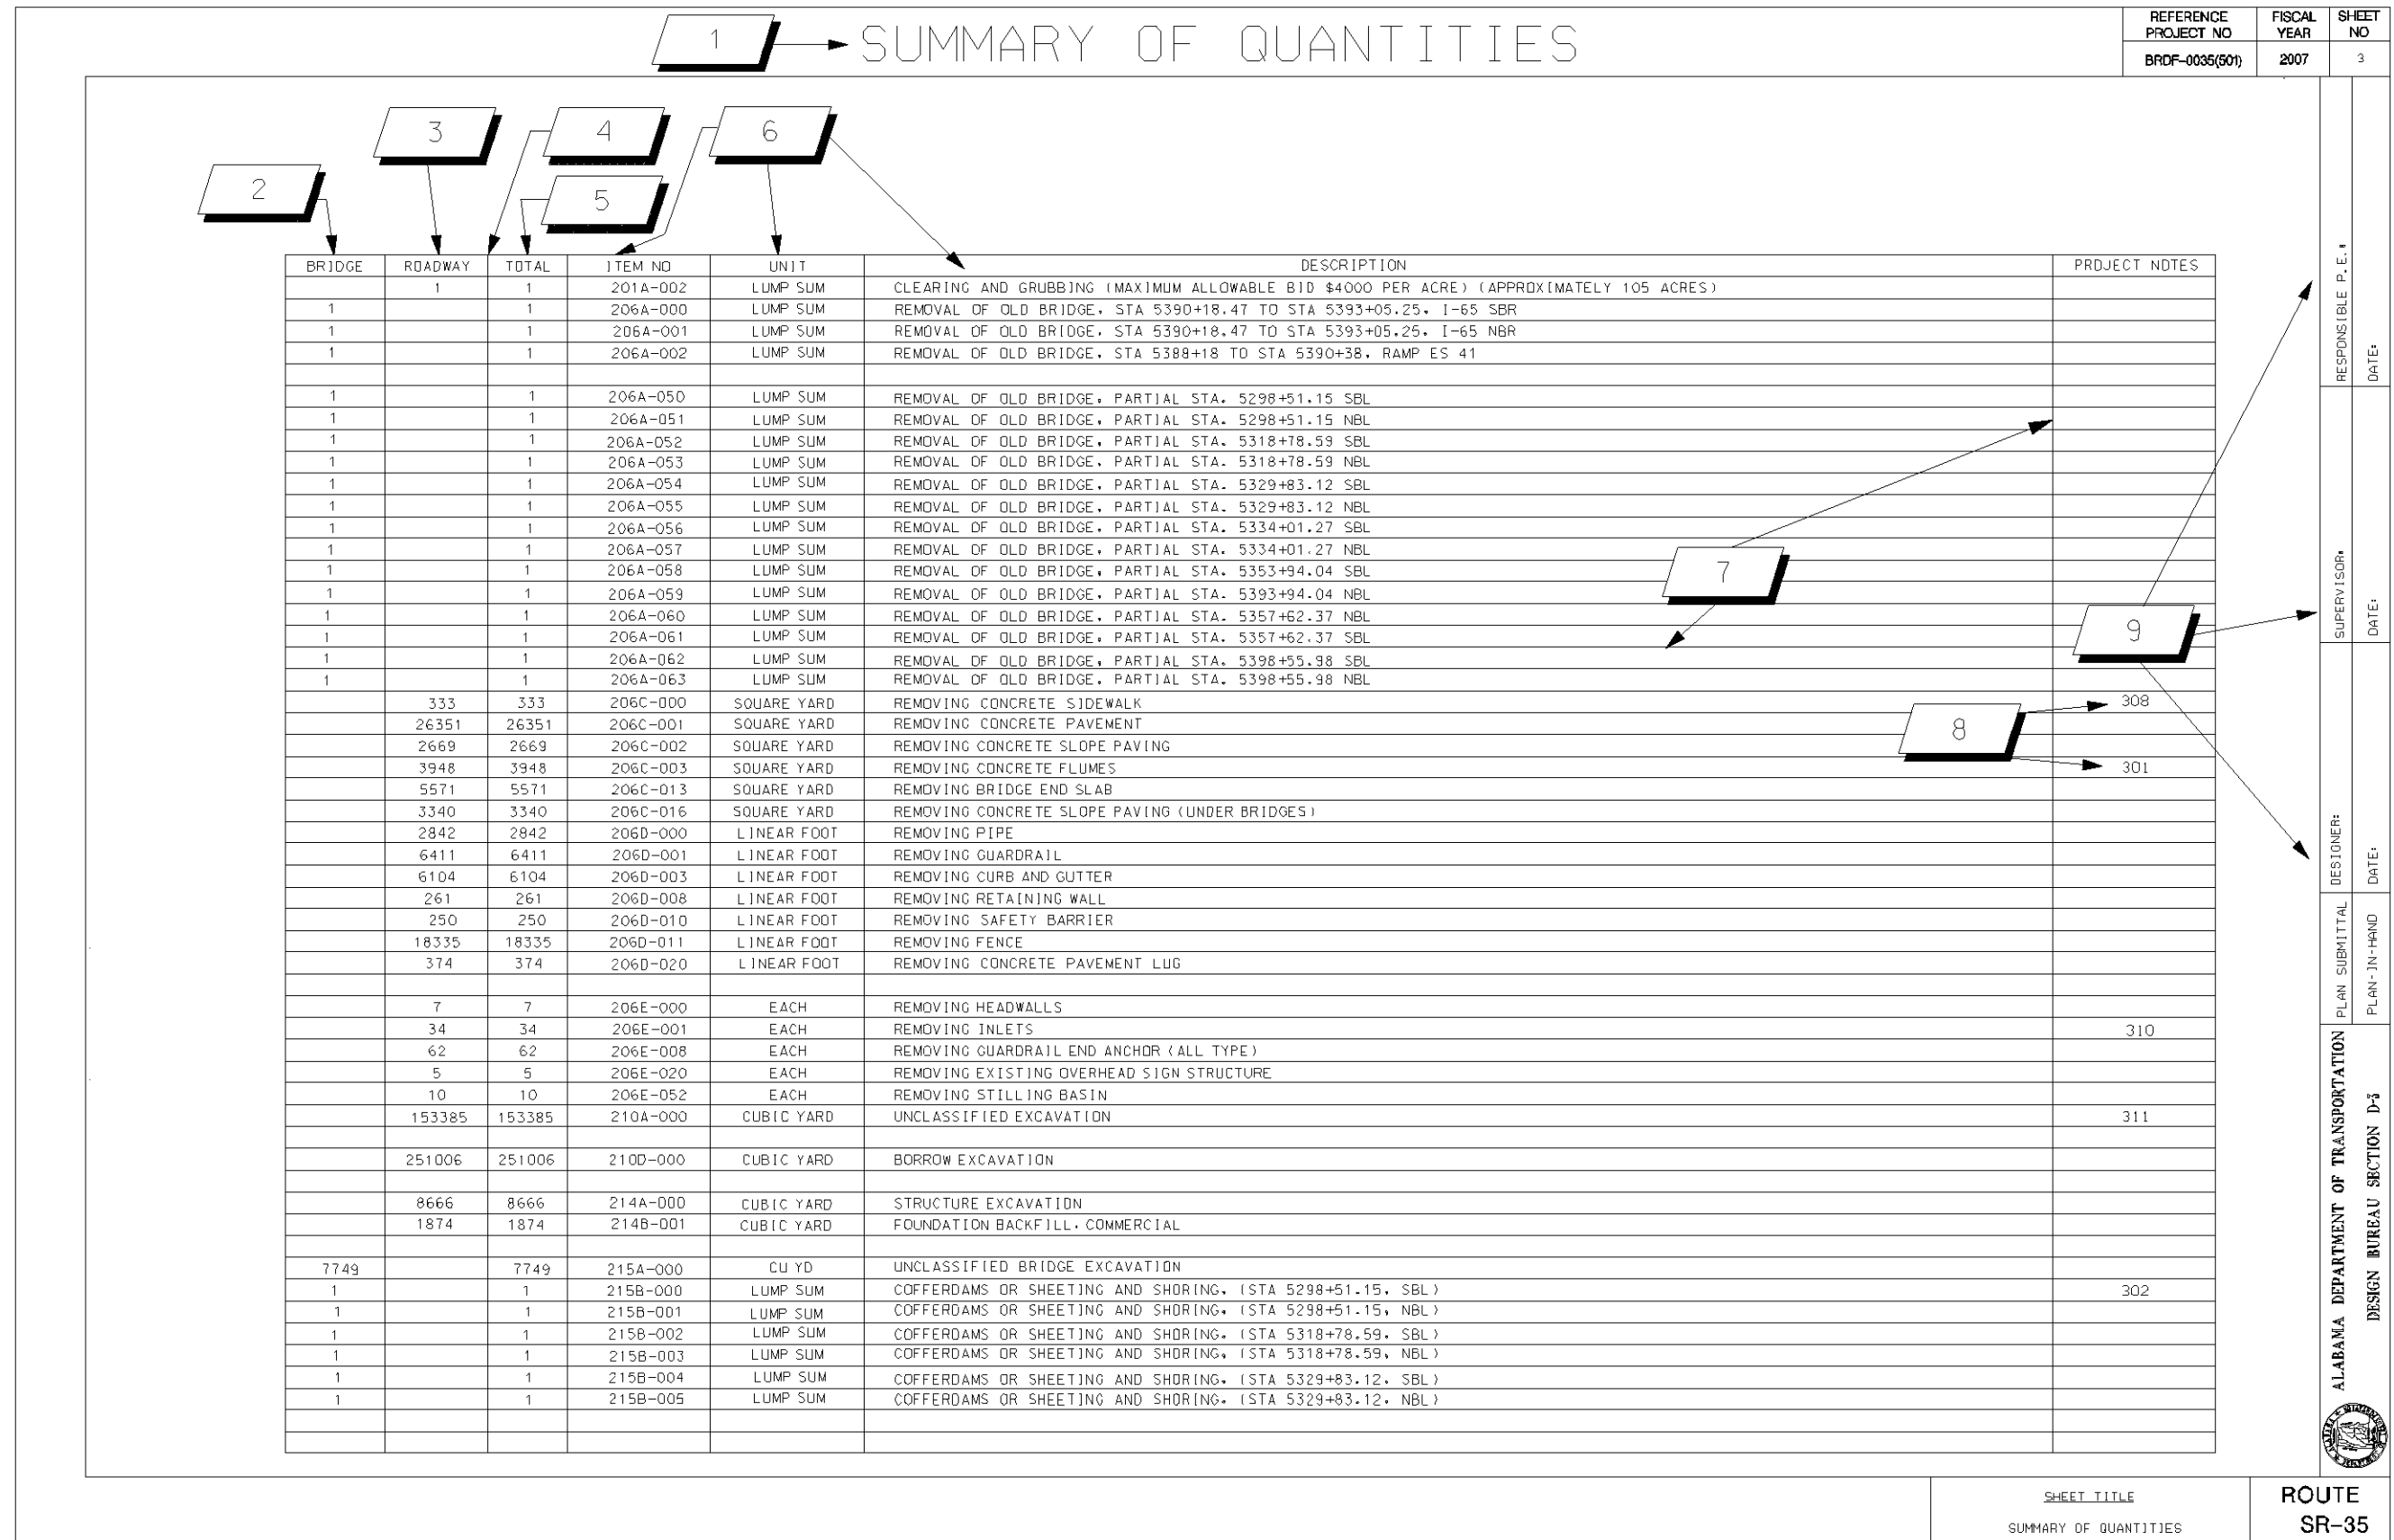 1 SUMMARY OF QUANTITIES
REFERENCE PROJECT NO FISCAL YEAR SHEET NO
BRDF-0035(501) 2007 3
3 4 6
2 5
BRIDGE ROADWAY TOTAL ITEM NO UNIT DESCRIPTION PROJECT NOTES
1 1 201A-002 LUMP SUM CLEARING AND GRUBBING (MAXIMUM ALLOWABLE BID $4000 PER ACRE) (APPROXIMATELY 105 ACRES)
1 1 206A-000 LUMP SUM REMOVAL OF OLD BRIDGE, STA 5390+18.47 TO STA 5393+05.25, I-65 SBR
1 1 206A-001 LUMP SUM REMOVAL OF OLD BRIDGE, STA 5390+18.47 TO STA 5393+05.25, I-65 NBR
1 1 206A-002 LUMP SUM REMOVAL OF OLD BRIDGE, STA 5388+18 TO STA 5390+38, RAMP ES 41
1 1 206A-050 LUMP SUM REMOVAL OF OLD BRIDGE, PARTIAL STA. 5298+51.15 SBL
1 1 206A-051 LUMP SUM REMOVAL OF OLD BRIDGE, PARTIAL STA. 5298+51.15 NBL
1 1 206A-052 LUMP SUM REMOVAL OF OLD BRIDGE, PARTIAL STA. 5318+78.59 SBL
1 1 206A-053 LUMP SUM REMOVAL OF OLD BRIDGE, PARTIAL STA. 5318+78.59 NBL
1 1 206A-054 LUMP SUM REMOVAL OF OLD BRIDGE, PARTIAL STA. 5329+83.12 SBL
1 1 206A-055 LUMP SUM REMOVAL OF OLD BRIDGE, PARTIAL STA. 5329+83.12 NBL
1 1 206A-056 LUMP SUM REMOVAL OF OLD BRIDGE, PARTIAL STA. 5334+01.27 SBL
1 1 206A-057 LUMP SUM REMOVAL OF OLD BRIDGE, PARTIAL STA. 5334+01.27 NBL
1 1 206A-058 LUMP SUM REMOVAL OF OLD BRIDGE, PARTIAL STA. 5353+94.04 SBL
7
1 1 206A-059 LUMP SUM REMOVAL OF OLD BRIDGE, PARTIAL STA. 5393+94.04 NBL
1 1 206A-060 LUMP SUM REMOVAL OF OLD BRIDGE, PARTIAL STA. 5357+62.37 NBL
1 1 206A-061 LUMP SUM REMOVAL OF OLD BRIDGE, PARTIAL STA. 5357+62.37 SBL
9
1 1 206A-062 LUMP SUM REMOVAL OF OLD BRIDGE, PARTIAL STA. 5398+55.98 SBL
1 1 206A-063 LUMP SUM REMOVAL OF OLD BRIDGE, PARTIAL STA. 5398+55.98 NBL
333 333 206C-000 SQUARE YARD REMOVING CONCRETE SIDEWALK 308
26351 26351 206C-001 SQUARE YARD REMOVING CONCRETE PAVEMENT
8
2669 2669 206C-002 SQUARE YARD REMOVING CONCRETE SLOPE PAVING
3948 3948 206C-003 SQUARE YARD REMOVING CONCRETE FLUMES 301
5571 5571 206C-013 SQUARE YARD REMOVING BRIDGE END SLAB
3340 3340 206C-016 SQUARE YARD REMOVING CONCRETE SLOPE PAVING (UNDER BRIDGES)
2842 2842 206D-000 LINEAR FOOT REMOVING PIPE
6411 6411 206D-001 LINEAR FOOT REMOVING GUARDRAIL
6104 6104 206D-003 LINEAR FOOT REMOVING CURB AND GUTTER
261 261 206D-008 LINEAR FOOT REMOVING RETAINING WALL
250 250 206D-010 LINEAR FOOT REMOVING SAFETY BARRIER
18335 18335 206D-011 LINEAR FOOT REMOVING FENCE
374 374 206D-020 LINEAR FOOT REMOVING CONCRETE PAVEMENT LUG
7 7 206E-000 EACH REMOVING HEADWALLS
34 34 206E-001 EACH REMOVING INLETS 310
62 62 206E-008 EACH REMOVING GUARDRAIL END ANCHOR (ALL TYPE)
5 5 206E-020 EACH REMOVING EXISTING OVERHEAD SIGN STRUCTURE
10 10 206E-052 EACH REMOVING STILLING BASIN
153385 153385 210A-000 CUBIC YARD UNCLASSIFIED EXCAVATION 311
251006 251006 210D-000 CUBIC YARD BORROW EXCAVATION
8666 8666 214A-000 CUBIC YARD STRUCTURE EXCAVATION
1874 1874 214B-001 CUBIC YARD FOUNDATION BACKFILL, COMMERCIAL
7749 7749 215A-000 CU YD UNCLASSIFIED BRIDGE EXCAVATION
1 1 215B-000 LUMP SUM COFFERDAMS OR SHEETING AND SHORING, (STA 5298+51.15, SBL) 302
1 1 215B-001 LUMP SUM COFFERDAMS OR SHEETING AND SHORING, (STA 5298+51.15, NBL)
1 1 215B-002 LUMP SUM COFFERDAMS OR SHEETING AND SHORING, (STA 5318+78.59, SBL)
1 1 215B-003 LUMP SUM COFFERDAMS OR SHEETING AND SHORING, (STA 5318+78.59, NBL)
1 1 215B-004 LUMP SUM COFFERDAMS OR SHEETING AND SHORING, (STA 5329+83.12, SBL)
1 1 215B-005 LUMP SUM COFFERDAMS OR SHEETING AND SHORING, (STA 5329+83.12, NBL)
RESPONSIBLE P.E.:
DATE:
SUPERVISOR:
DATE:
DESIGNER:
DATE:
PLAN SUBMITTAL
PLAN-IN-HAND
ALABAMA DEPARTMENT OF TRANSPORTATION
DESIGN BUREAU SECTION D-3
SHEET TITLE
SUMMARY OF QUANTITIES
ROUTE
SR-35